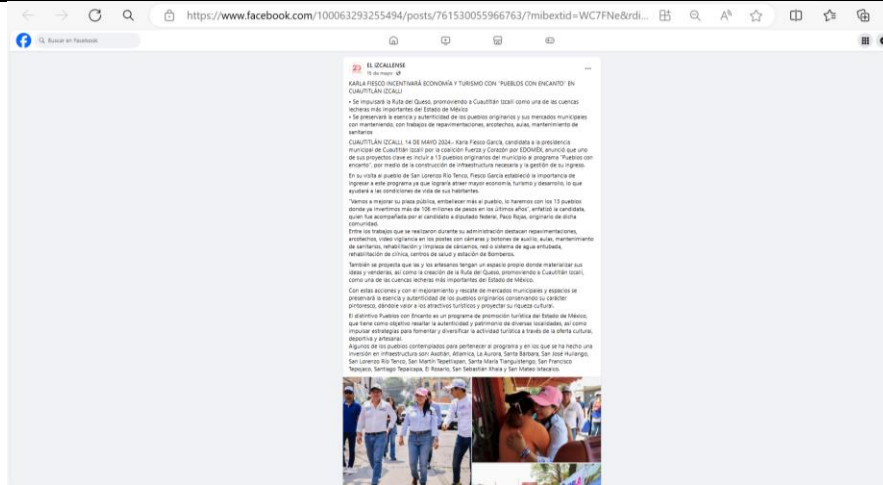 https://www.facebook.com/100063293255494/posts/761530055966763/?mibextid=WC7FNe&rdi...
Buscar en Facebook
EL IZCALLENSE
15 de mayo
KARLA FIESCO INCENTIVARÁ ECONOMÍA Y TURISMO CON "PUEBLOS CON ENCANTO" EN
CUAUTITLÁN IZCALLI
• Se impulsará la Ruta del Queso, promoviendo a Cuautitlán Izcalli como una de las cuencas
lecheras más importantes del Estado de México
• Se preservará la esencia y autenticidad de los pueblos originarios y sus mercados municipales
con manteniendo, con trabajos de repavimentaciones, arcotechos, aulas, mantenimiento de
sanitarios
CUAUTITLÁN IZCALLI, 14 DE MAYO 2024.- Karla Fiesco García, candidata a la presidencia
municipal de Cuautitlán Izcalli por la coalición Fuerza y Corazón por EDOMÉX, anunció que uno
de sus proyectos clave es incluir a 13 pueblos originarios del municipio al programa "Pueblos con
encanto", por medio de la construcción de infraestructura necesaria y la gestión de su ingreso.
En su visita al pueblo de San Lorenzo Río Tenco, Fiesco García estableció la importancia de
ingresar a este programa ya que lograría atraer mayor economía, turismo y desarrollo, lo que
ayudará a las condiciones de vida de sus habitantes.
"Vamos a mejorar su plaza pública, embellecer más al pueblo, lo haremos con los 13 pueblos
donde ya invertimos más de 106 millones de pesos en los últimos años", enfatizó la candidata,
quien fue acompañada por el candidato a diputado federal, Paco Rojas, originario de dicha
comunidad.
Entre los trabajos que se realizaron durante su administración destacan repavimentaciones,
arcotechos, video vigilancia en los postes con cámaras y botones de auxilio, aulas, mantenimiento
de sanitarios, rehabilitación y limpieza de cárcamos, red o sistema de agua entubada,
rehabilitación de clínica, centros de salud y estación de Bomberos.
También se proyecta que las y los artesanos tengan un espacio propio donde materializar sus
ideas y venderlas, así como la creación de la Ruta del Queso, promoviendo a Cuautitlán Izcalli,
como una de las cuencas lecheras más importantes del Estado de México.
Con estas acciones y con el mejoramiento y rescate de mercados municipales y espacios se
preservará la esencia y autenticidad de los pueblos originarios conservando su carácter
pintoresco, dándole valor a los atractivos turísticos y proyectar su riqueza cultural.
El distintivo Pueblos con Encanto es un programa de promoción turística del Estado de México,
que tiene como objetivo resaltar la autenticidad y patrimonio de diversas localidades, así como
impulsar estrategias para fomentar y diversificar la actividad turística a través de la oferta cultural,
deportiva y artesanal.
Algunos de los pueblos contemplados para pertenecer al programa y en los que se ha hecho una
inversión en infraestructura son: Axotlán, Atlamica, La Aurora, Santa Bárbara, San José Huilango,
San Lorenzo Río Tenco, San Martín Tepetlixpan, Santa María Tianguistengo, San Francisco
Tepojaco, Santiago Tepalcapa, El Rosario, San Sebastián Xhala y San Mateo Ixtacalco.